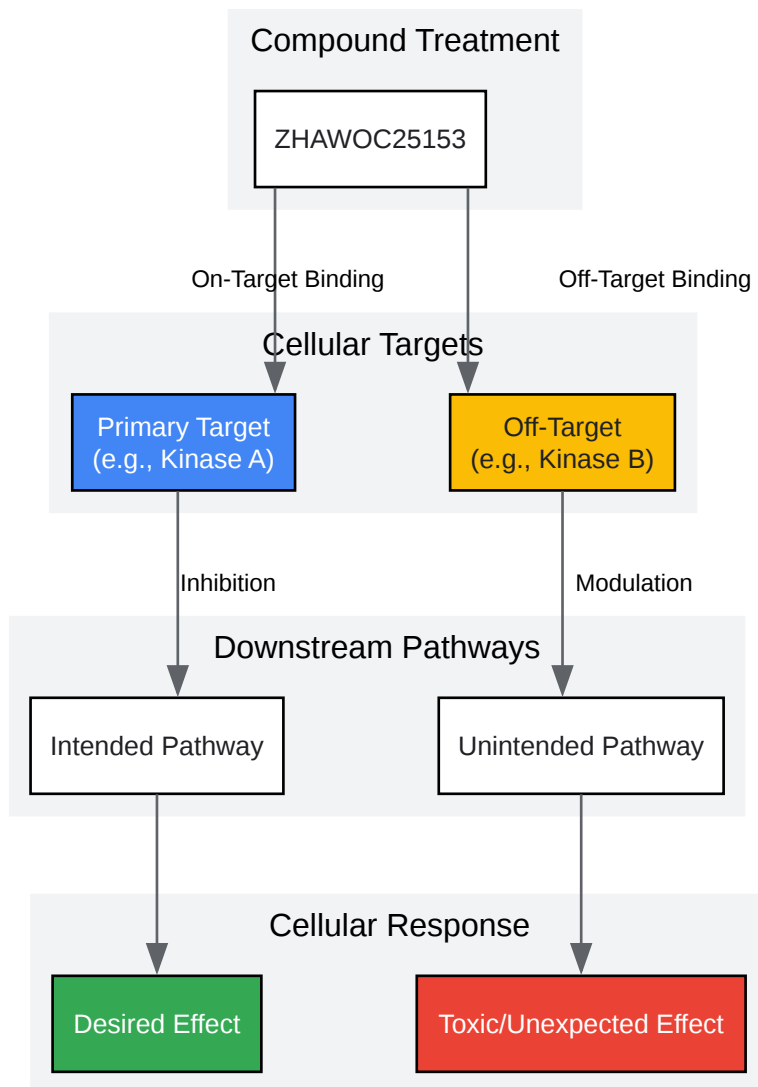 Compound Treatment
ZHAWOC25153
On-Target Binding
Off-Target Binding
Cellular Targets
Primary Target
(e.g., Kinase A)
Off-Target
(e.g., Kinase B)
Inhibition
Modulation
Downstream Pathways
Intended Pathway
Unintended Pathway
Cellular Response
Desired Effect
Toxic/Unexpected Effect